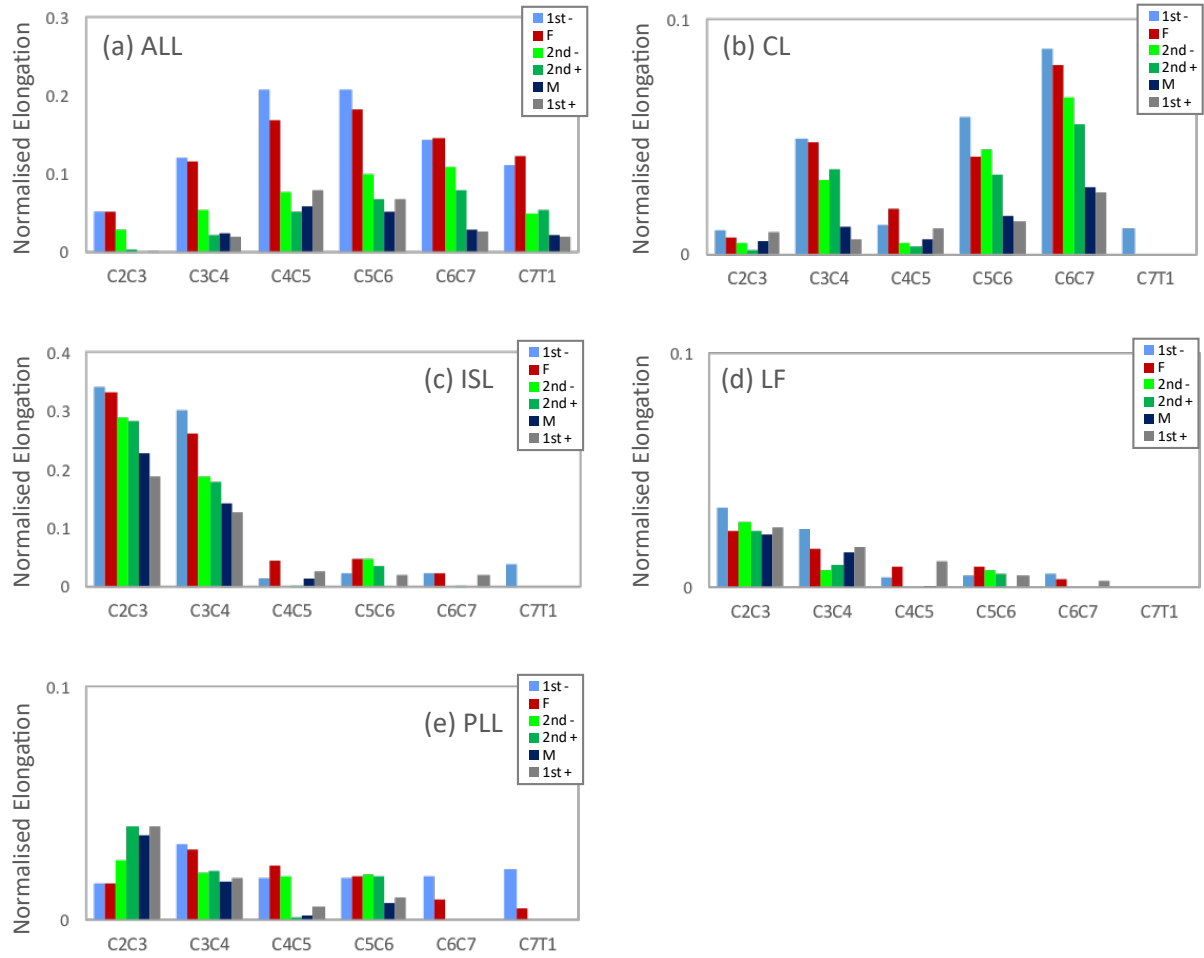 Normalised Elongation
0.3
0.2
0.1
0
(a) ALL
1st -
F
2nd -
2nd +
M
1st +
C2C3 C3C4 C4C5 C5C6 C6C7 C7T1
Normalised Elongation
0.1
0
(b) CL
1st -
F
2nd -
2nd +
M
1st +
C2C3 C3C4 C4C5 C5C6 C6C7 C7T1
Normalised Elongation
0.4
0.3
0.2
0.1
0
(c) ISL
1st -
F
2nd -
2nd +
M
1st +
C2C3 C3C4 C4C5 C5C6 C6C7 C7T1
Normalised Elongation
0.1
0
(d) LF
1st -
F
2nd -
2nd +
M
1st +
C2C3 C3C4 C4C5 C5C6 C6C7 C7T1
Normalised Elongation
0.1
0
(e) PLL
1st -
F
2nd -
2nd +
M
1st +
C2C3 C3C4 C4C5 C5C6 C6C7 C7T1